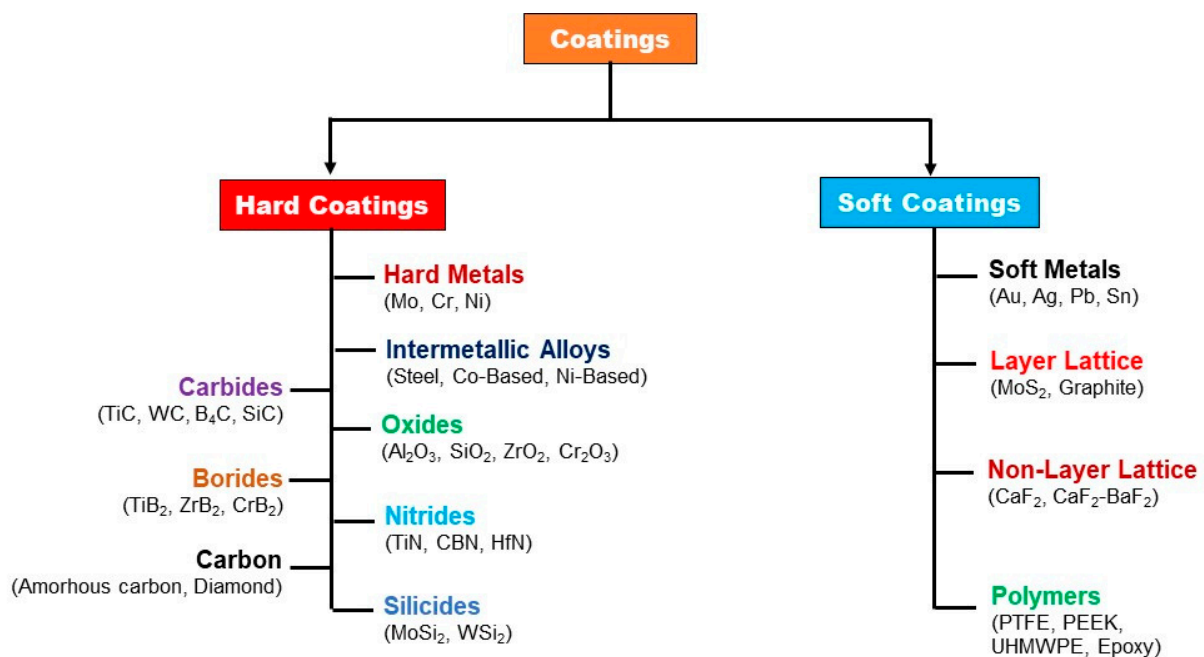 Coatings
Hard Coatings
Hard Metals
(Mo, Cr, Ni)
Intermetallic Alloys
(Steel, Co-Based, Ni-Based)
Carbides
(TiC, WC, B₄C, SiC)
Oxides
(Al₂O₃, SiO₂, ZrO₂, Cr₂O₃)
Borides
(TiB₂, ZrB₂, CrB₂)
Nitrides
(TiN, CBN, HfN)
Carbon
(Amorhous carbon, Diamond)
Silicides
(MoSi₂, WSi₂)
Soft Coatings
Soft Metals
(Au, Ag, Pb, Sn)
Layer Lattice
(MoS₂, Graphite)
Non-Layer Lattice
(CaF₂, CaF₂-BaF₂)
Polymers
(PTFE, PEEK,
UHMWPE, Epoxy)